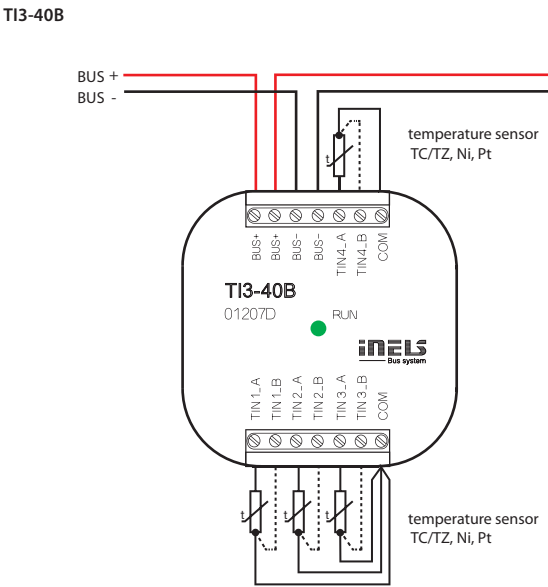 TI3-40B
BUS +
BUS -
temperature sensor
TC/TZ, Ni, Pt
t
BUS+
BUS+
BUS-
BUS-
TIN4_A
TIN4_B
COM
TI3-40B
01207D
RUN
inels
Bus system
TIN1_A
TIN1_B
TIN2_A
TIN2_B
TIN3_A
TIN3_B
COM
t
t
t
temperature sensor
TC/TZ, Ni, Pt